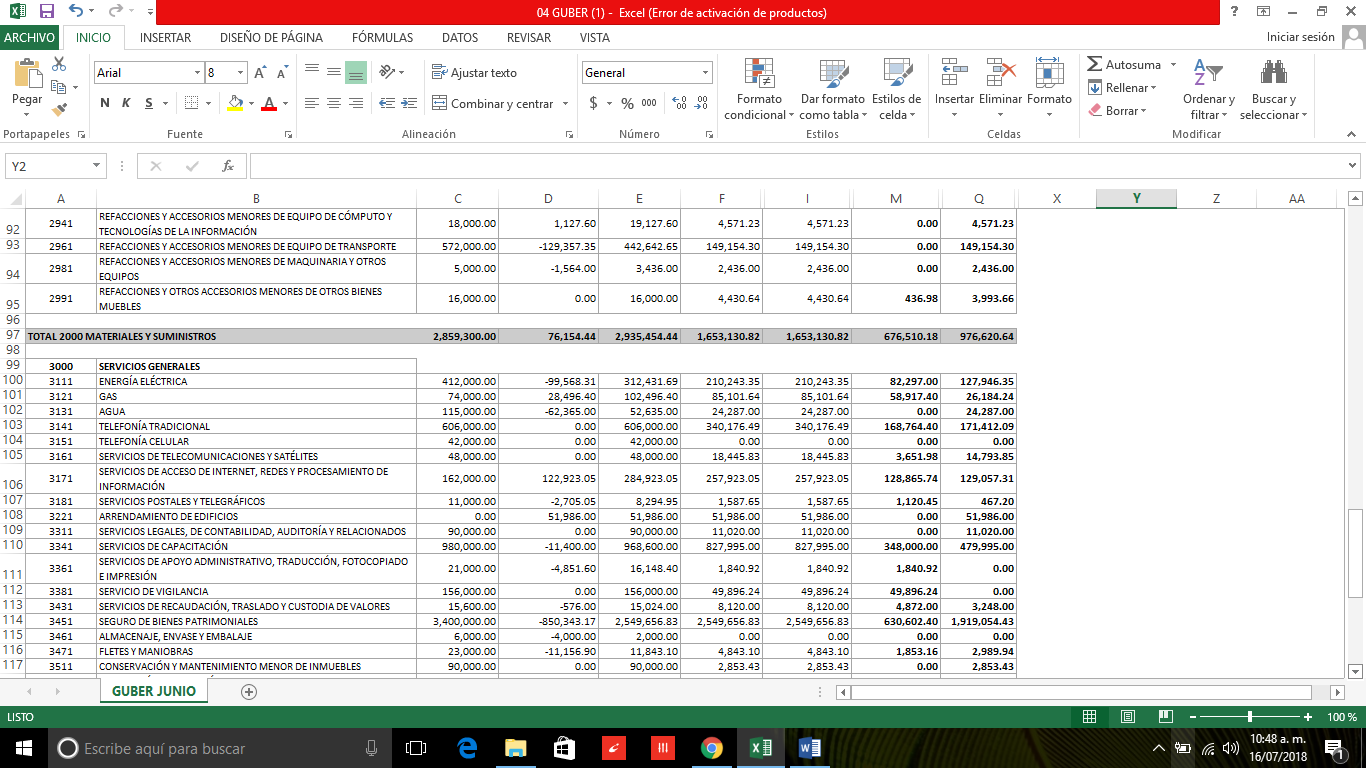 04 GUBER (1) - Excel (Error de activación de productos)
?
ARCHIVO INICIO INSERTAR DISEÑO DE PÁGINA FÓRMULAS DATOS REVISAR VISTA Iniciar sesión
Pegar
Portapapeles
Arial 8 A A
N K S A
Fuente
Ajustar texto
Combinar y centrar
Alineación
General
$ % 000
Número
Formato condicional
Dar formato como tabla
Estilos de celda
Estilos
Insertar Eliminar Formato
Celdas
Autosuma
Rellenar
Borrar
Ordenar y filtrar
Buscar y seleccionar
Modificar
Y2 fx
A B C D E F I M Q X Y Z AA
92 2941 REFACCIONES Y ACCESORIOS MENORES DE EQUIPO DE CÓMPUTO Y TECNOLOGÍAS DE LA INFORMACIÓN 18,000.00 1,127.60 19,127.60 4,571.23 4,571.23 0.00 4,571.23
93 2961 REFACCIONES Y ACCESORIOS MENORES DE EQUIPO DE TRANSPORTE 572,000.00 -129,357.35 442,642.65 149,154.30 149,154.30 0.00 149,154.30
94 2981 REFACCIONES Y ACCESORIOS MENORES DE MAQUINARIA Y OTROS EQUIPOS 5,000.00 -1,564.00 3,436.00 2,436.00 2,436.00 0.00 2,436.00
95 2991 REFACCIONES Y OTROS ACCESORIOS MENORES DE OTROS BIENES MUEBLES 16,000.00 0.00 16,000.00 4,430.64 4,430.64 436.98 3,993.66
96
97 TOTAL 2000 MATERIALES Y SUMINISTROS 2,859,300.00 76,154.44 2,935,454.44 1,653,130.82 1,653,130.82 676,510.18 976,620.64
98
99 3000 SERVICIOS GENERALES
100 3111 ENERGÍA ELÉCTRICA 412,000.00 -99,568.31 312,431.69 210,243.35 210,243.35 82,297.00 127,946.35
101 3121 GAS 74,000.00 28,496.40 102,496.40 85,101.64 85,101.64 58,917.40 26,184.24
102 3131 AGUA 115,000.00 -62,365.00 52,635.00 24,287.00 24,287.00 0.00 24,287.00
103 3141 TELEFONÍA TRADICIONAL 606,000.00 0.00 606,000.00 340,176.49 340,176.49 168,764.40 171,412.09
104 3151 TELEFONÍA CELULAR 42,000.00 0.00 42,000.00 0.00 0.00 0.00 0.00
105 3161 SERVICIOS DE TELECOMUNICACIONES Y SATÉLITES 48,000.00 0.00 48,000.00 18,445.83 18,445.83 3,651.98 14,793.85
106 3171 SERVICIOS DE ACCESO DE INTERNET, REDES Y PROCESAMIENTO DE INFORMACIÓN 162,000.00 122,923.05 284,923.05 257,923.05 257,923.05 128,865.74 129,057.31
107 3181 SERVICIOS POSTALES Y TELEGRÁFICOS 11,000.00 -2,705.05 8,294.95 1,587.65 1,587.65 1,120.45 467.20
108 3221 ARRENDAMIENTO DE EDIFICIOS 0.00 51,986.00 51,986.00 51,986.00 51,986.00 0.00 51,986.00
109 3311 SERVICIOS LEGALES, DE CONTABILIDAD, AUDITORÍA Y RELACIONADOS 90,000.00 0.00 90,000.00 11,020.00 11,020.00 0.00 11,020.00
110 3341 SERVICIOS DE CAPACITACIÓN 980,000.00 -11,400.00 968,600.00 827,995.00 827,995.00 348,000.00 479,995.00
111 3361 SERVICIOS DE APOYO ADMINISTRATIVO, TRADUCCIÓN, FOTOCOPIADO E IMPRESIÓN 21,000.00 -4,851.60 16,148.40 1,840.92 1,840.92 1,840.92 0.00
112 3381 SERVICIO DE VIGILANCIA 156,000.00 0.00 156,000.00 49,896.24 49,896.24 49,896.24 0.00
113 3431 SERVICIOS DE RECAUDACIÓN, TRASLADO Y CUSTODIA DE VALORES 15,600.00 -576.00 15,024.00 8,120.00 8,120.00 4,872.00 3,248.00
114 3451 SEGURO DE BIENES PATRIMONIALES 3,400,000.00 -850,343.17 2,549,656.83 2,549,656.83 2,549,656.83 630,602.40 1,919,054.43
115 3461 ALMACENAJE, ENVASE Y EMBALAJE 6,000.00 -4,000.00 2,000.00 0.00 0.00 0.00 0.00
116 3471 FLETES Y MANIOBRAS 23,000.00 -11,156.90 11,843.10 4,843.10 4,843.10 1,853.16 2,989.94
117 3511 CONSERVACIÓN Y MANTENIMIENTO MENOR DE INMUEBLES 90,000.00 0.00 90,000.00 2,853.43 2,853.43 0.00 2,853.43
GUBER JUNIO
LISTO 100 %
Escribe aquí para buscar
10:48 a. m.
16/07/2018
1